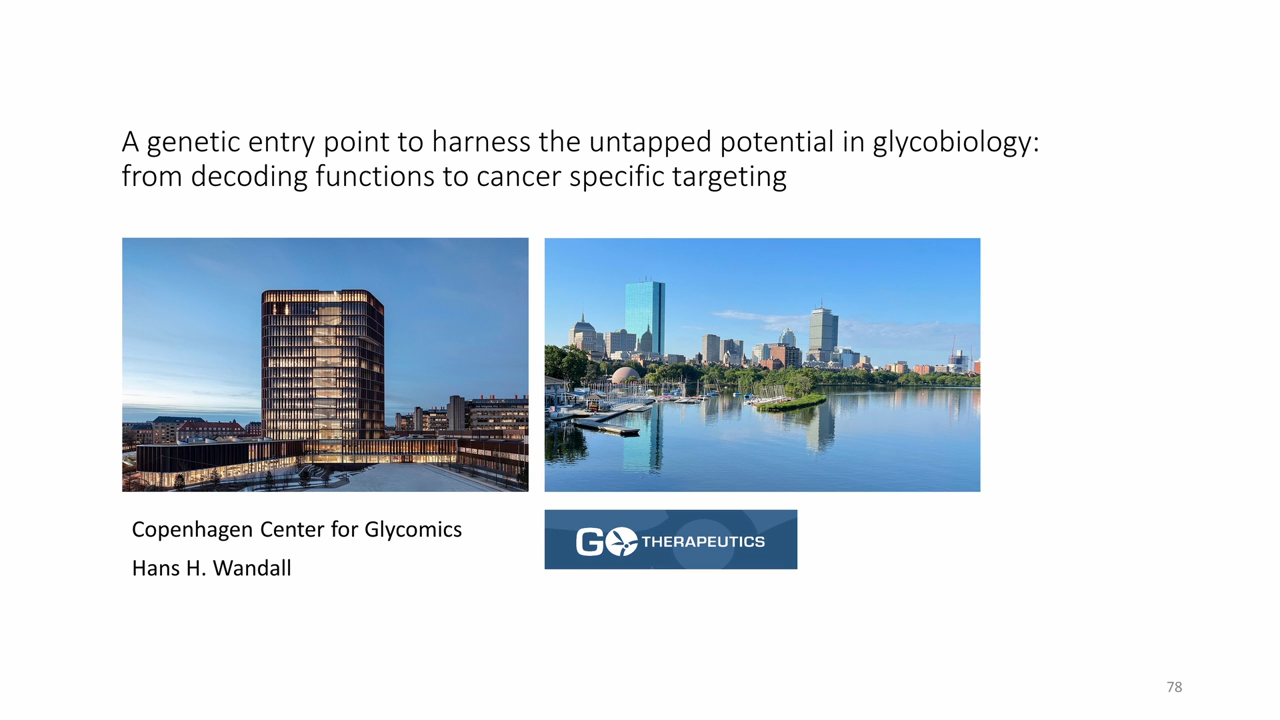 A genetic entry point to harness the untapped potential in glycobiology:
from decoding functions to cancer specific targeting
Copenhagen Center for Glycomics
Hans H. Wandall
GO THERAPEUTICS
78